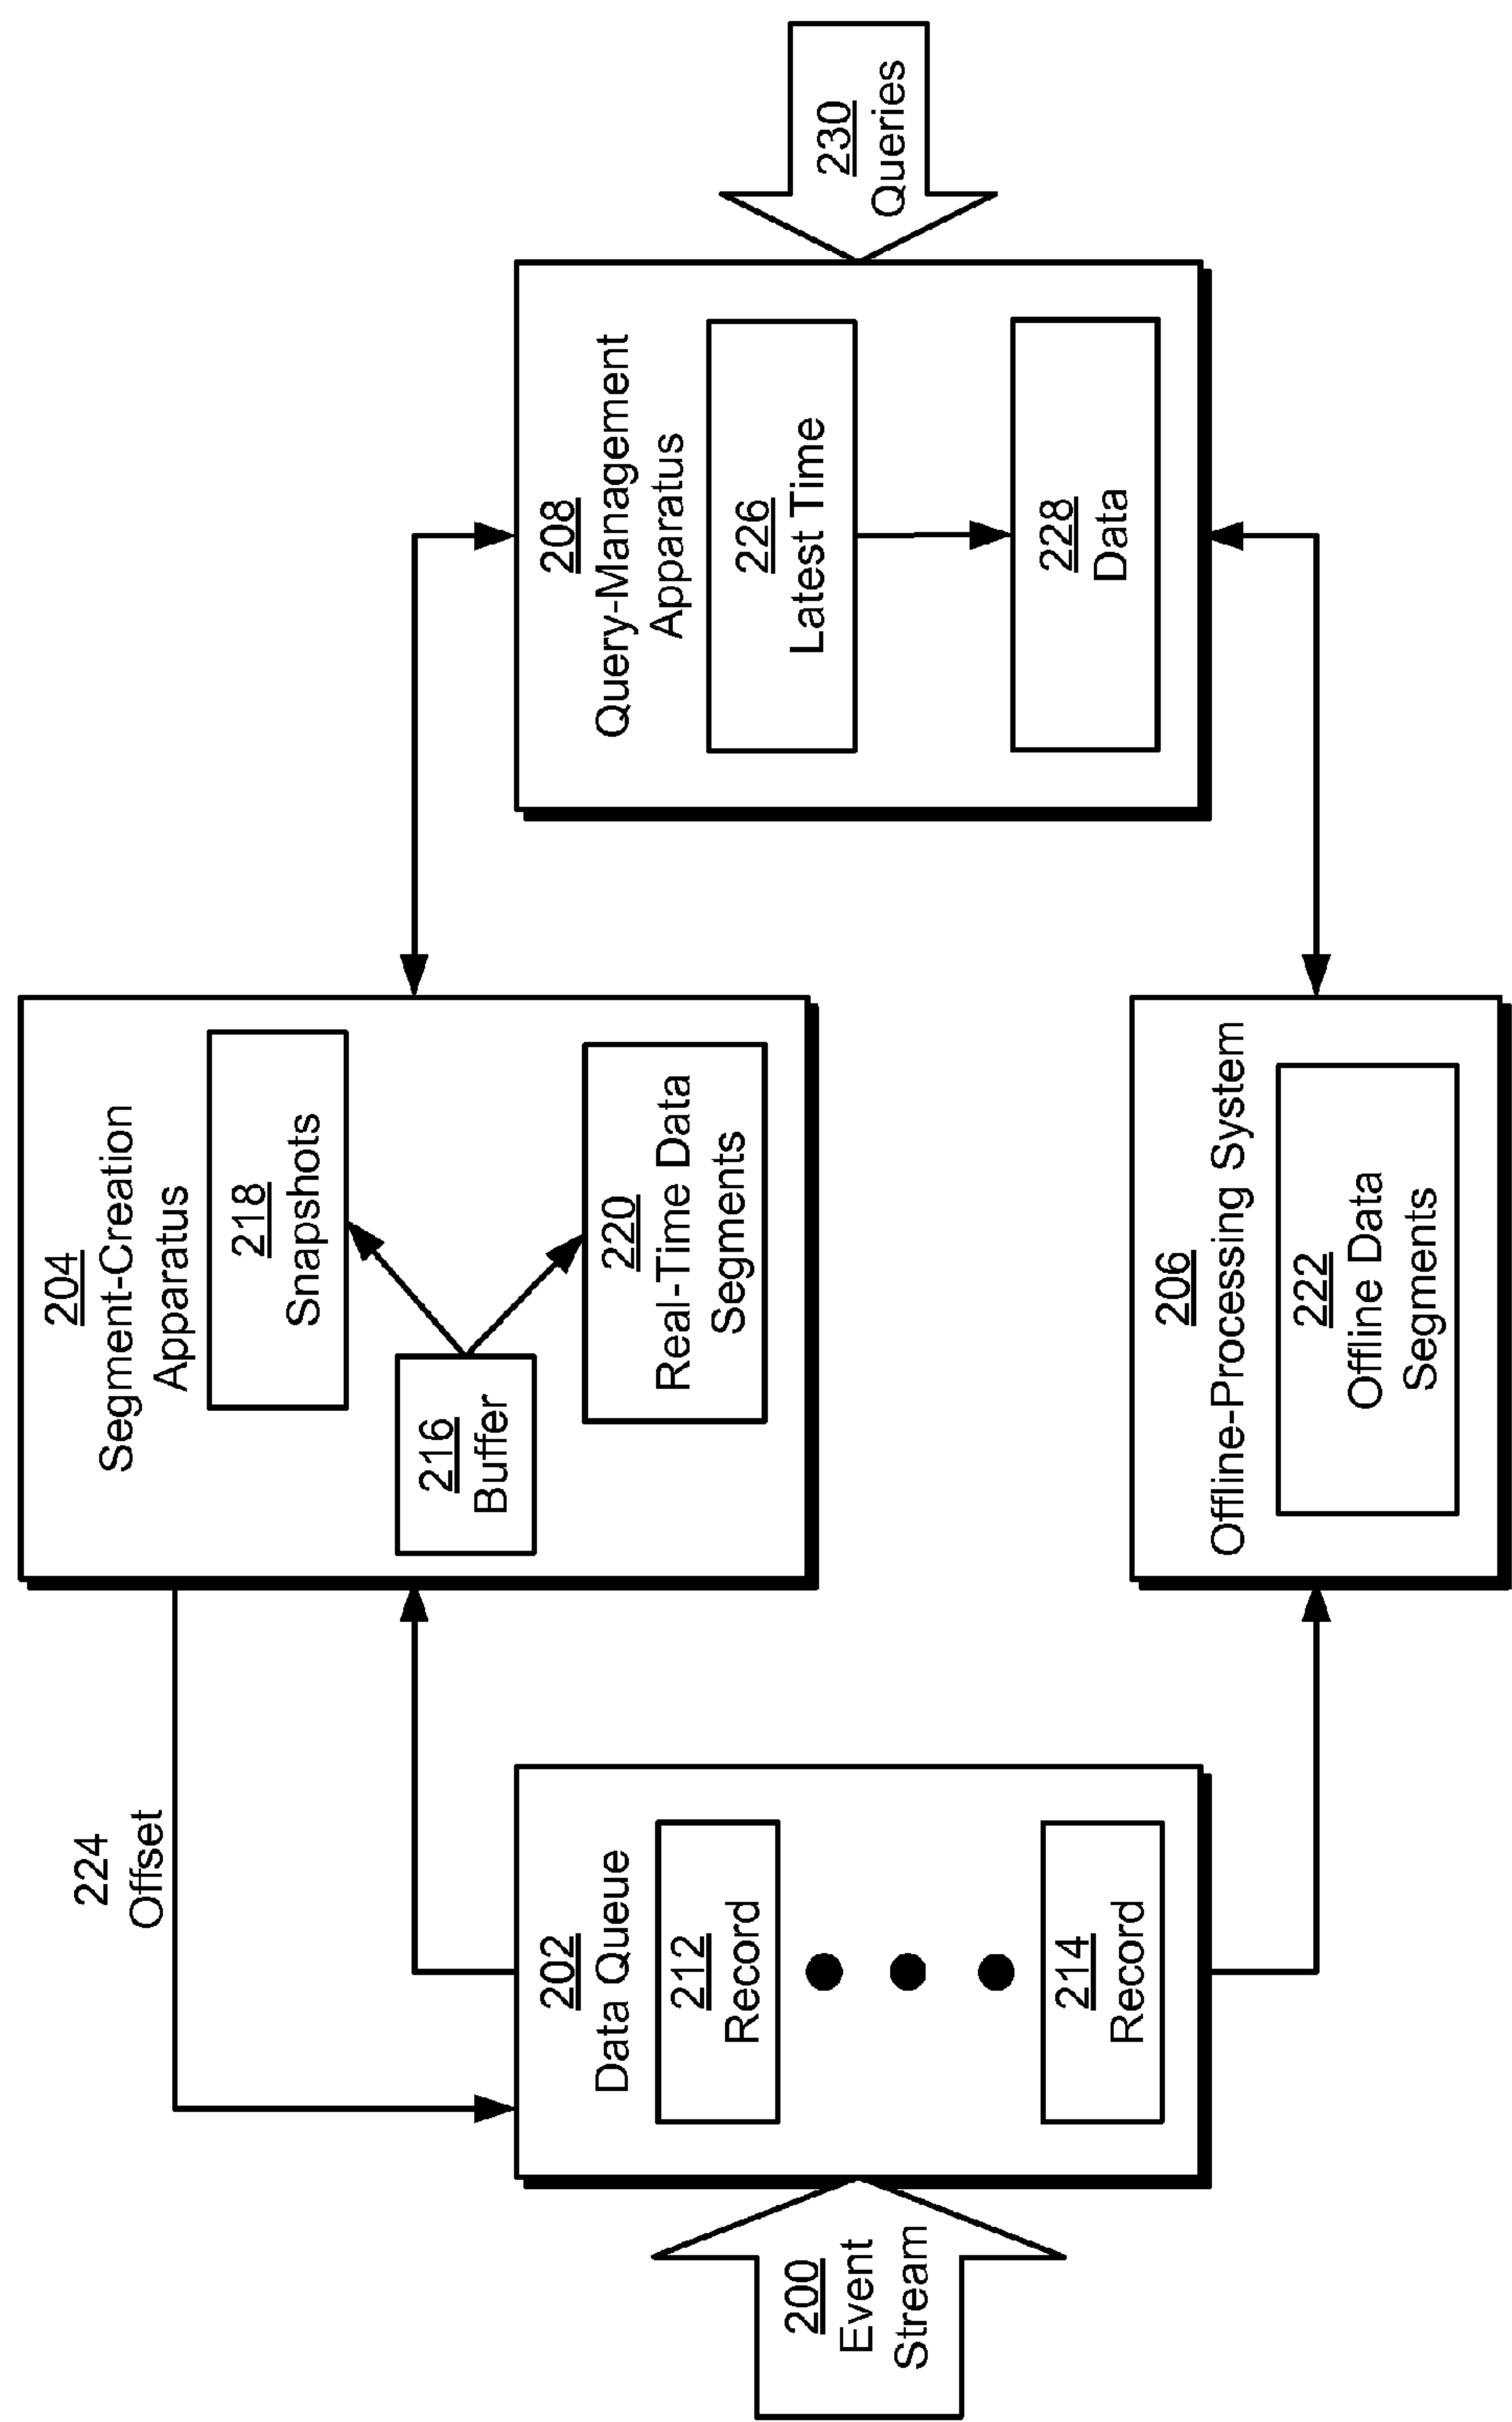 224
Offset
204
Segment-Creation
Apparatus
218
Snapshots
216
Buffer
220
Real-Time Data
Segments
200
Event
Stream
202
Data Queue
212
Record
214
Record
208
Query-Management
Apparatus
226
Latest Time
228
Data
230
Queries
206
Offline-Processing System
222
Offline Data
Segments